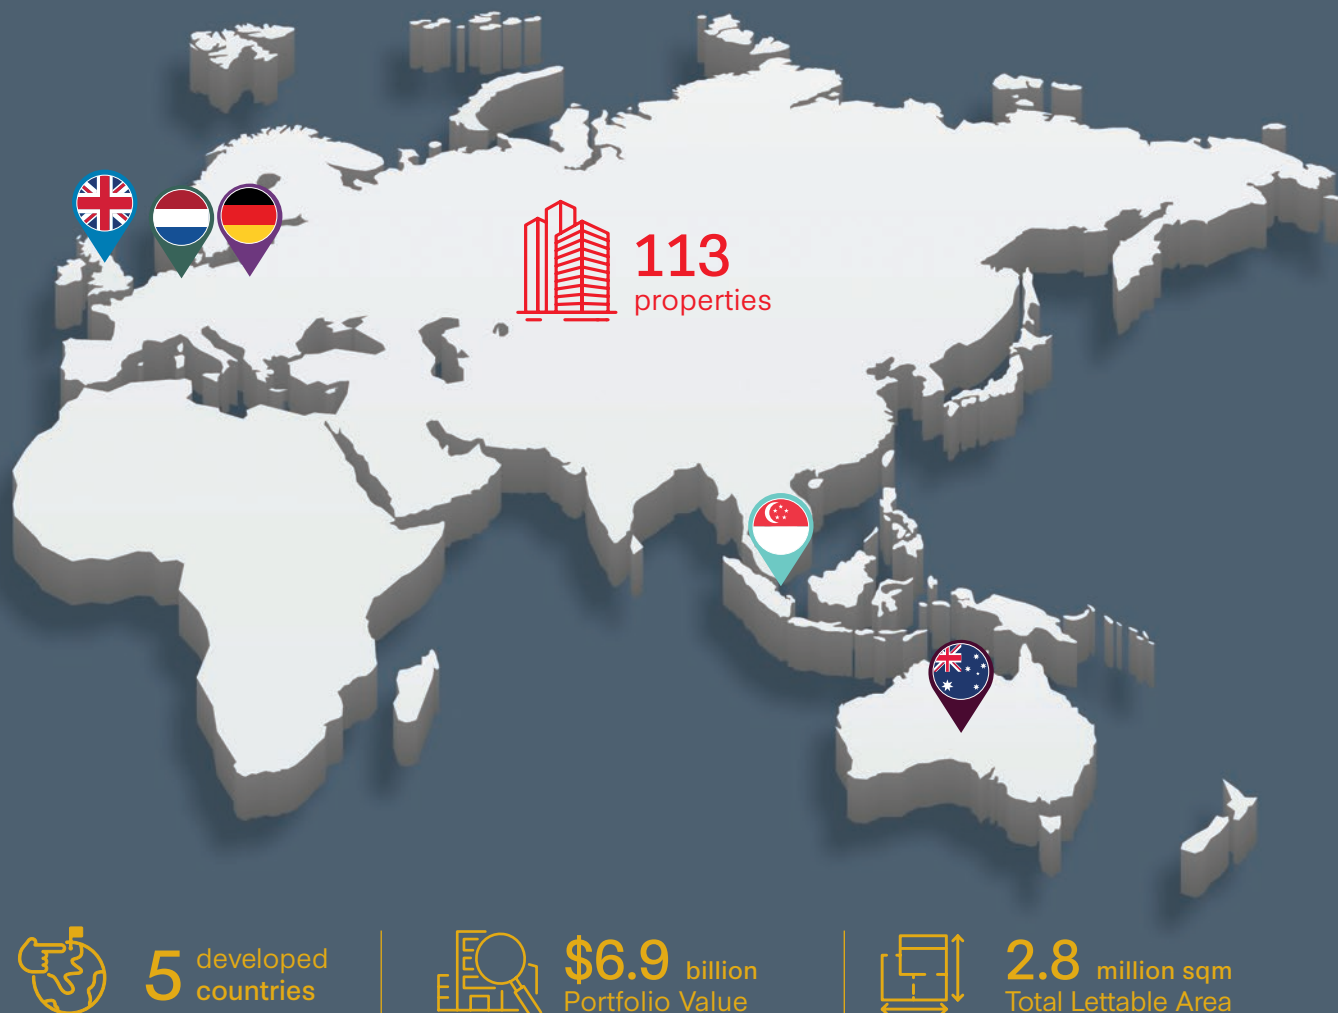 113
properties
5 developed
countries
$6.9 billion
Portfolio Value
2.8 million sqm
Total Lettable Area